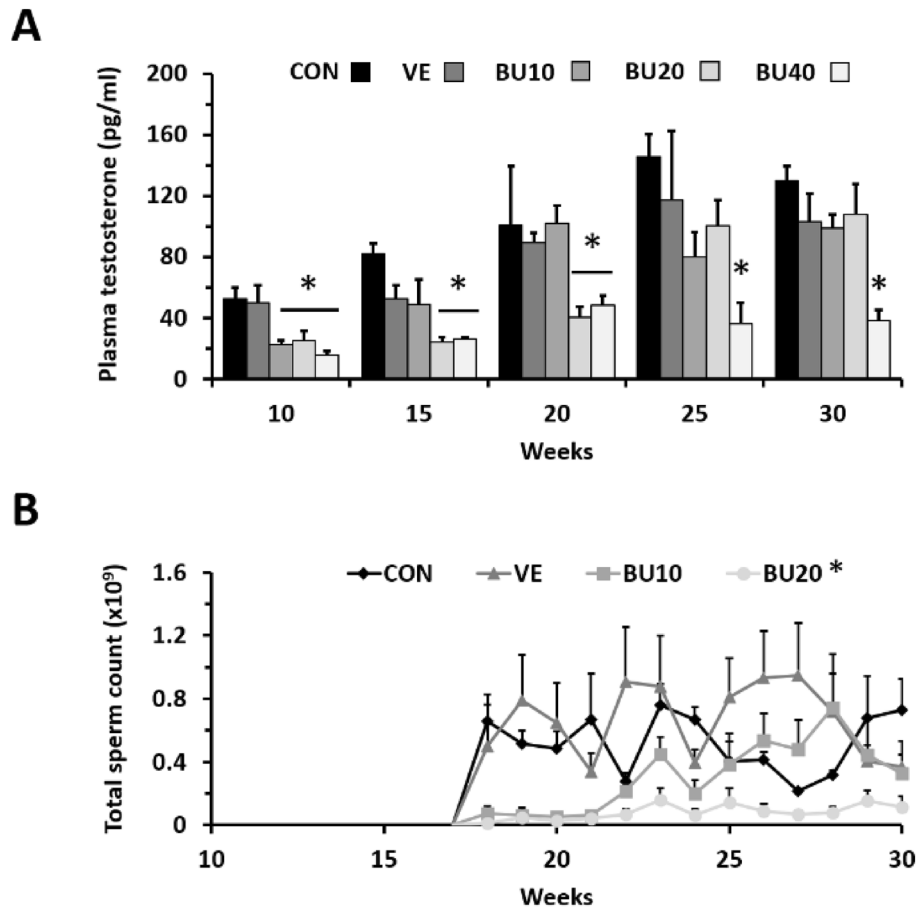 A
Plasma testosterone (pg/ml)
200
160
120
80
40
0
CON VE BU10 BU20 BU40
* * * * *
10 15 20 25 30
Weeks
B
Total sperm count (x10⁹)
1.6
1.2
0.8
0.4
0
CON VE BU10 BU20 *
10 15 20 25 30
Weeks